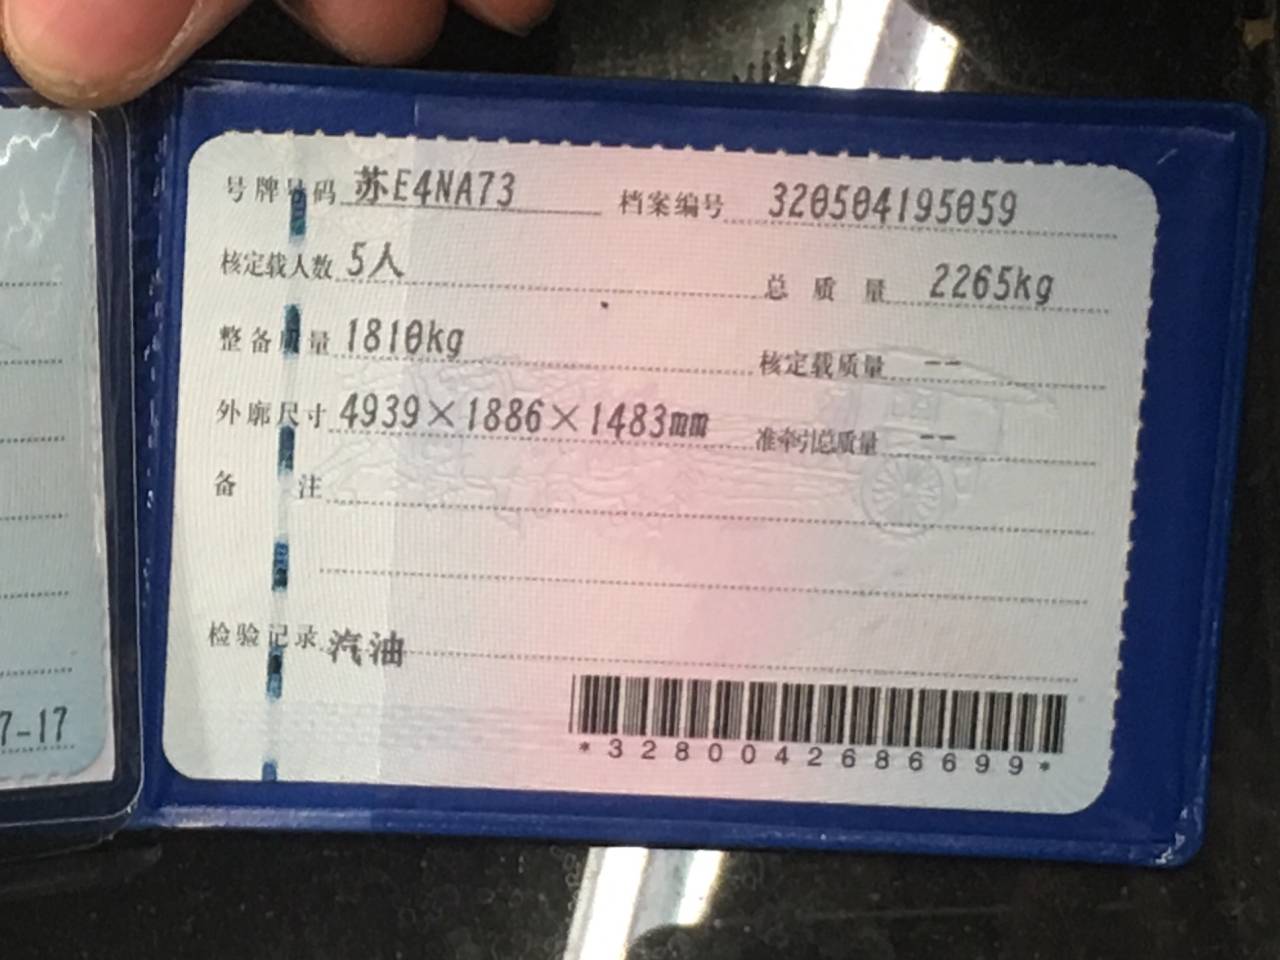 号牌号码 苏E4NA73 档案编号 320504195059
核定载人数 5人 总质量 2265kg
整备质量 1810kg 核定载质量 --
外廓尺寸 4939×1886×1483mm 准牵引总质量 --
备注
检验记录 汽油
7-17
*3280042686699*